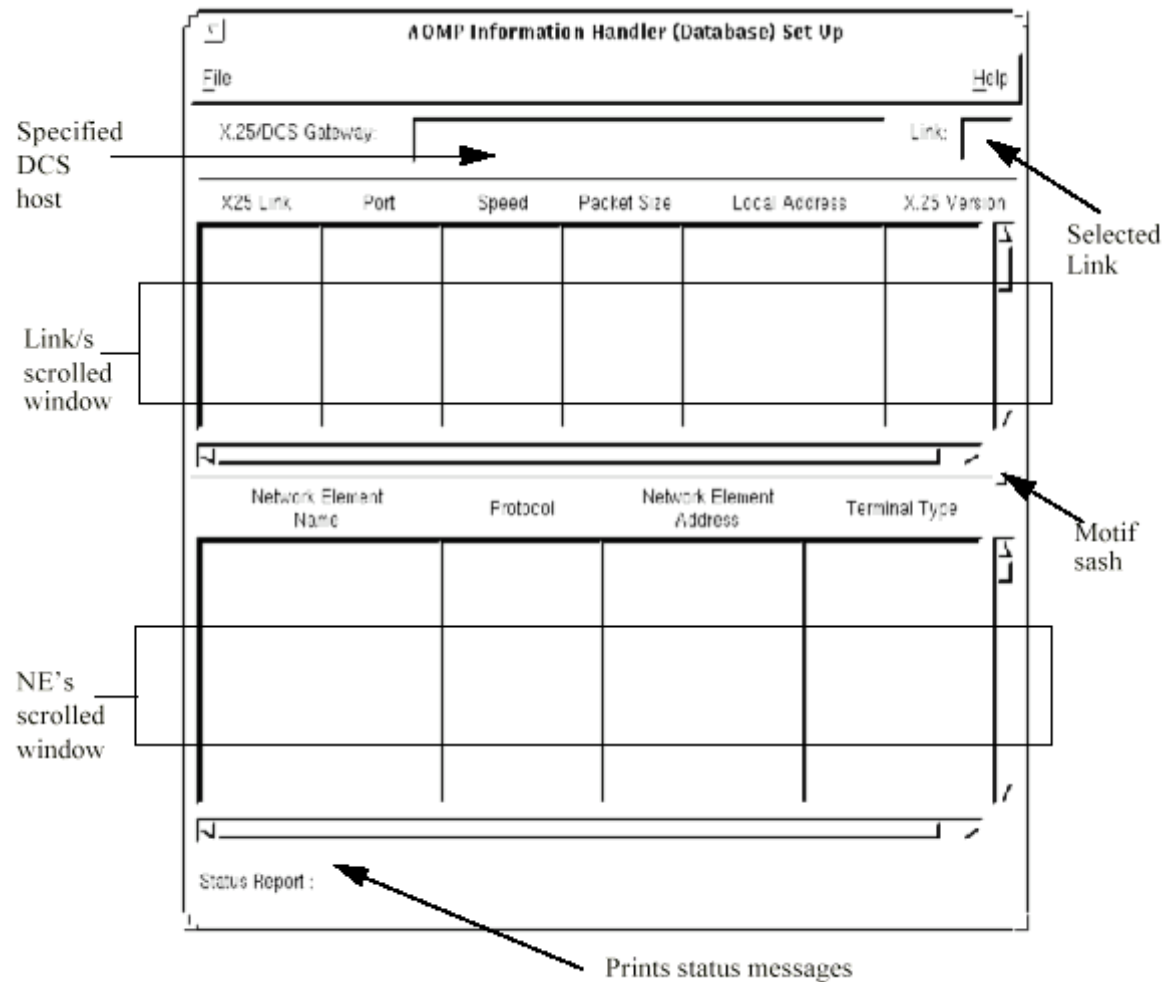 AOMP Information Handler (Database) Set Up
File Help
Specified
DCS
host
X.25/DCS Gateway: Link:
Selected
Link
X25 Link Port Speed Packet Size Local Address X.25 Version
Link/s
scrolled
window
Motif
sash
Network Element
Name
Protocol
Network Element
Address
Terminal Type
NE's
scrolled
window
Status Report :
Prints status messages